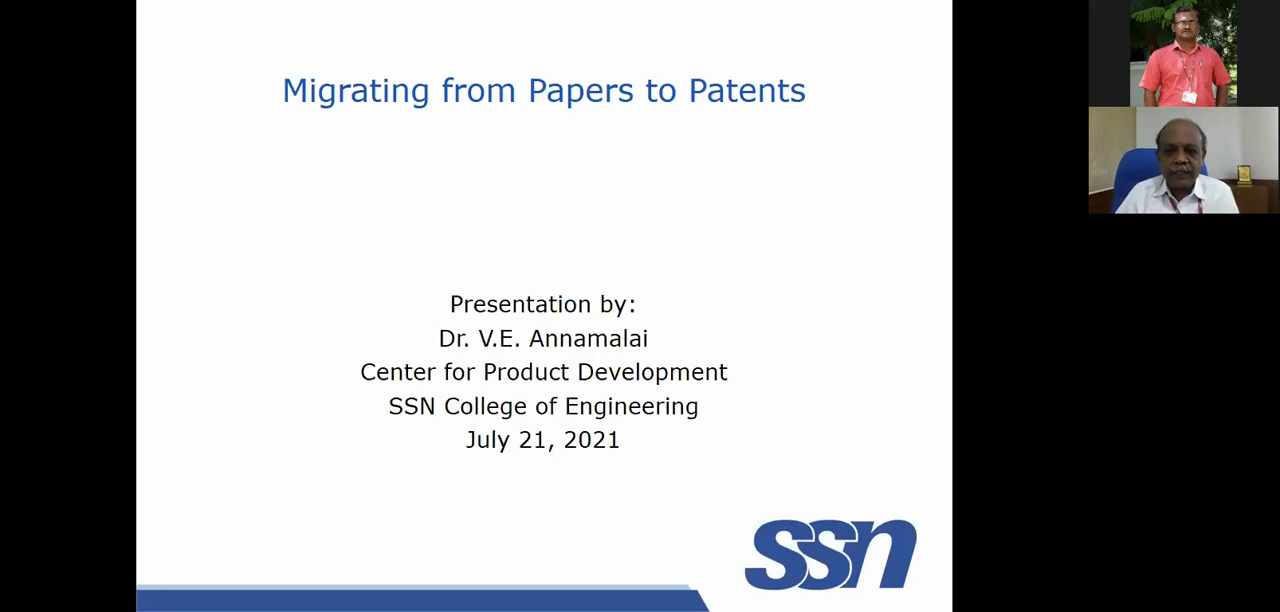 Migrating from Papers to Patents
Presentation by:
Dr. V.E. Annamalai
Center for Product Development
SSN College of Engineering
July 21, 2021
ssn